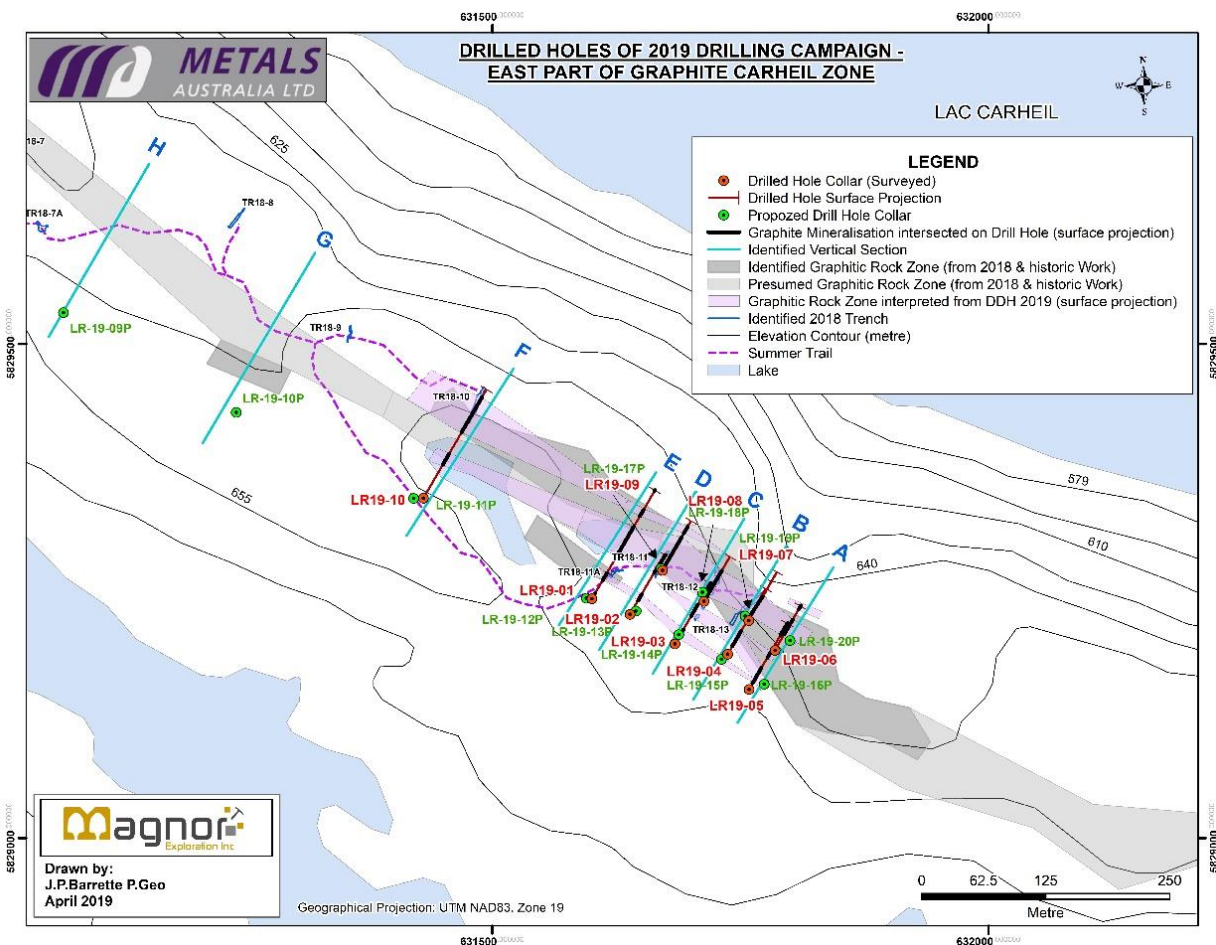 631500
632000
METALS
AUSTRALIA LTD
DRILLED HOLES OF 2019 DRILLING CAMPAIGN -
EAST PART OF GRAPHITE CARHEIL ZONE
N
W
E
S
LAC CARHEIL
LEGEND
Drilled Hole Collar (Surveyed)
Drilled Hole Surface Projection
Propozed Drill Hole Collar
Graphite Mineralisation intersected on Drill Hole (surface projection)
Identified Vertical Section
Identified Graphitic Rock Zone (from 2018 & historic Work)
Presumed Graphitic Rock Zone (from 2018 & historic Work)
Graphitic Rock Zone interpreted from DDH 2019 (surface projection)
Identified 2018 Trench
Elevation Contour (metre)
Summer Trail
Lake
18-7
H
625
TR18-7A
TR18-8
G
LR-19-09P
TR18-9
5829500
5829500
F
LR-19-10P
TR18-10
LR-19-17P
E
LR19-09
D
LR19-08
LR-19-18P
C
579
655
LR19-10
LR-19-11P
B
LR19-07
610
A
640
TR18-11
TR18-11A
TR18-12
LR19-01
LR-19-12P
LR19-02
LR-19-13P
TR18-13
LR19-03
LR-19-14P
LR-19-20P
LR19-06
LR19-04
LR-19-15P
LR-19-16P
LR19-05
Magnor
Exploration Inc
Drawn by:
J.P.Barrette P.Geo
April 2019
Geographical Projection: UTM NAD83. Zone 19
0 62.5 125 250
Metre
5829000
5829000
631500
632000